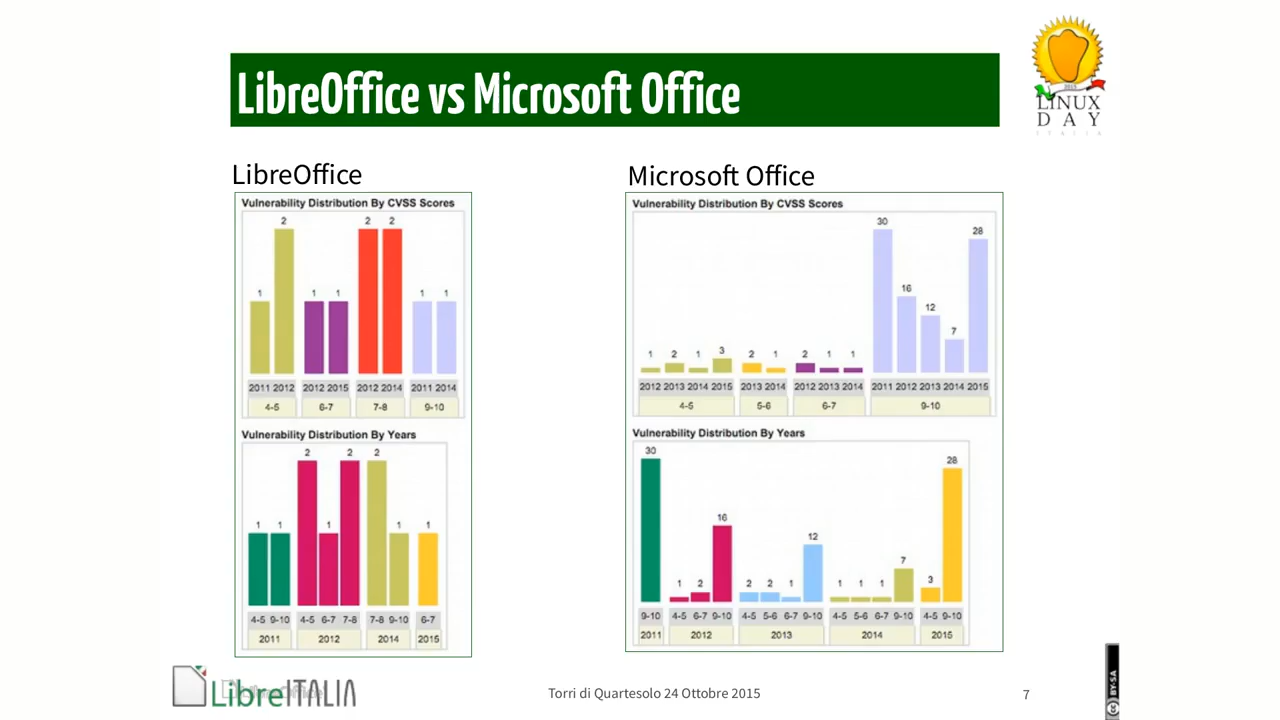 LibreOffice vs Microsoft Office
2015
LINUX
DAY
ITALIA
LibreOffice
Vulnerability Distribution By CVSS Scores
2 2 2
1 1 1 1 1
2011 2012 2012 2015 2012 2014 2011 2014
4-5 6-7 7-8 9-10
Vulnerability Distribution By Years
2 2 2
1 1 1 1 1
4-5 9-10 4-5 6-7 7-8 7-8 9-10 6-7
2011 2012 2014 2015
Microsoft Office
Vulnerability Distribution By CVSS Scores
30 28
16 12 7
1 2 1 3 2 1 2 1 1
2012 2013 2014 2015 2013 2014 2012 2013 2014 2011 2012 2013 2014 2015
4-5 5-6 6-7 9-10
Vulnerability Distribution By Years
30 28
16 12 7
1 2 2 2 1 1 1 1 3
9-10 4-5 6-7 9-10 4-5 5-6 6-7 9-10 4-5 5-6 6-7 9-10 4-5 9-10
2011 2012 2013 2014 2015
LibreITALIA
Torri di Quartesolo 24 Ottobre 2015
7
BY-SA